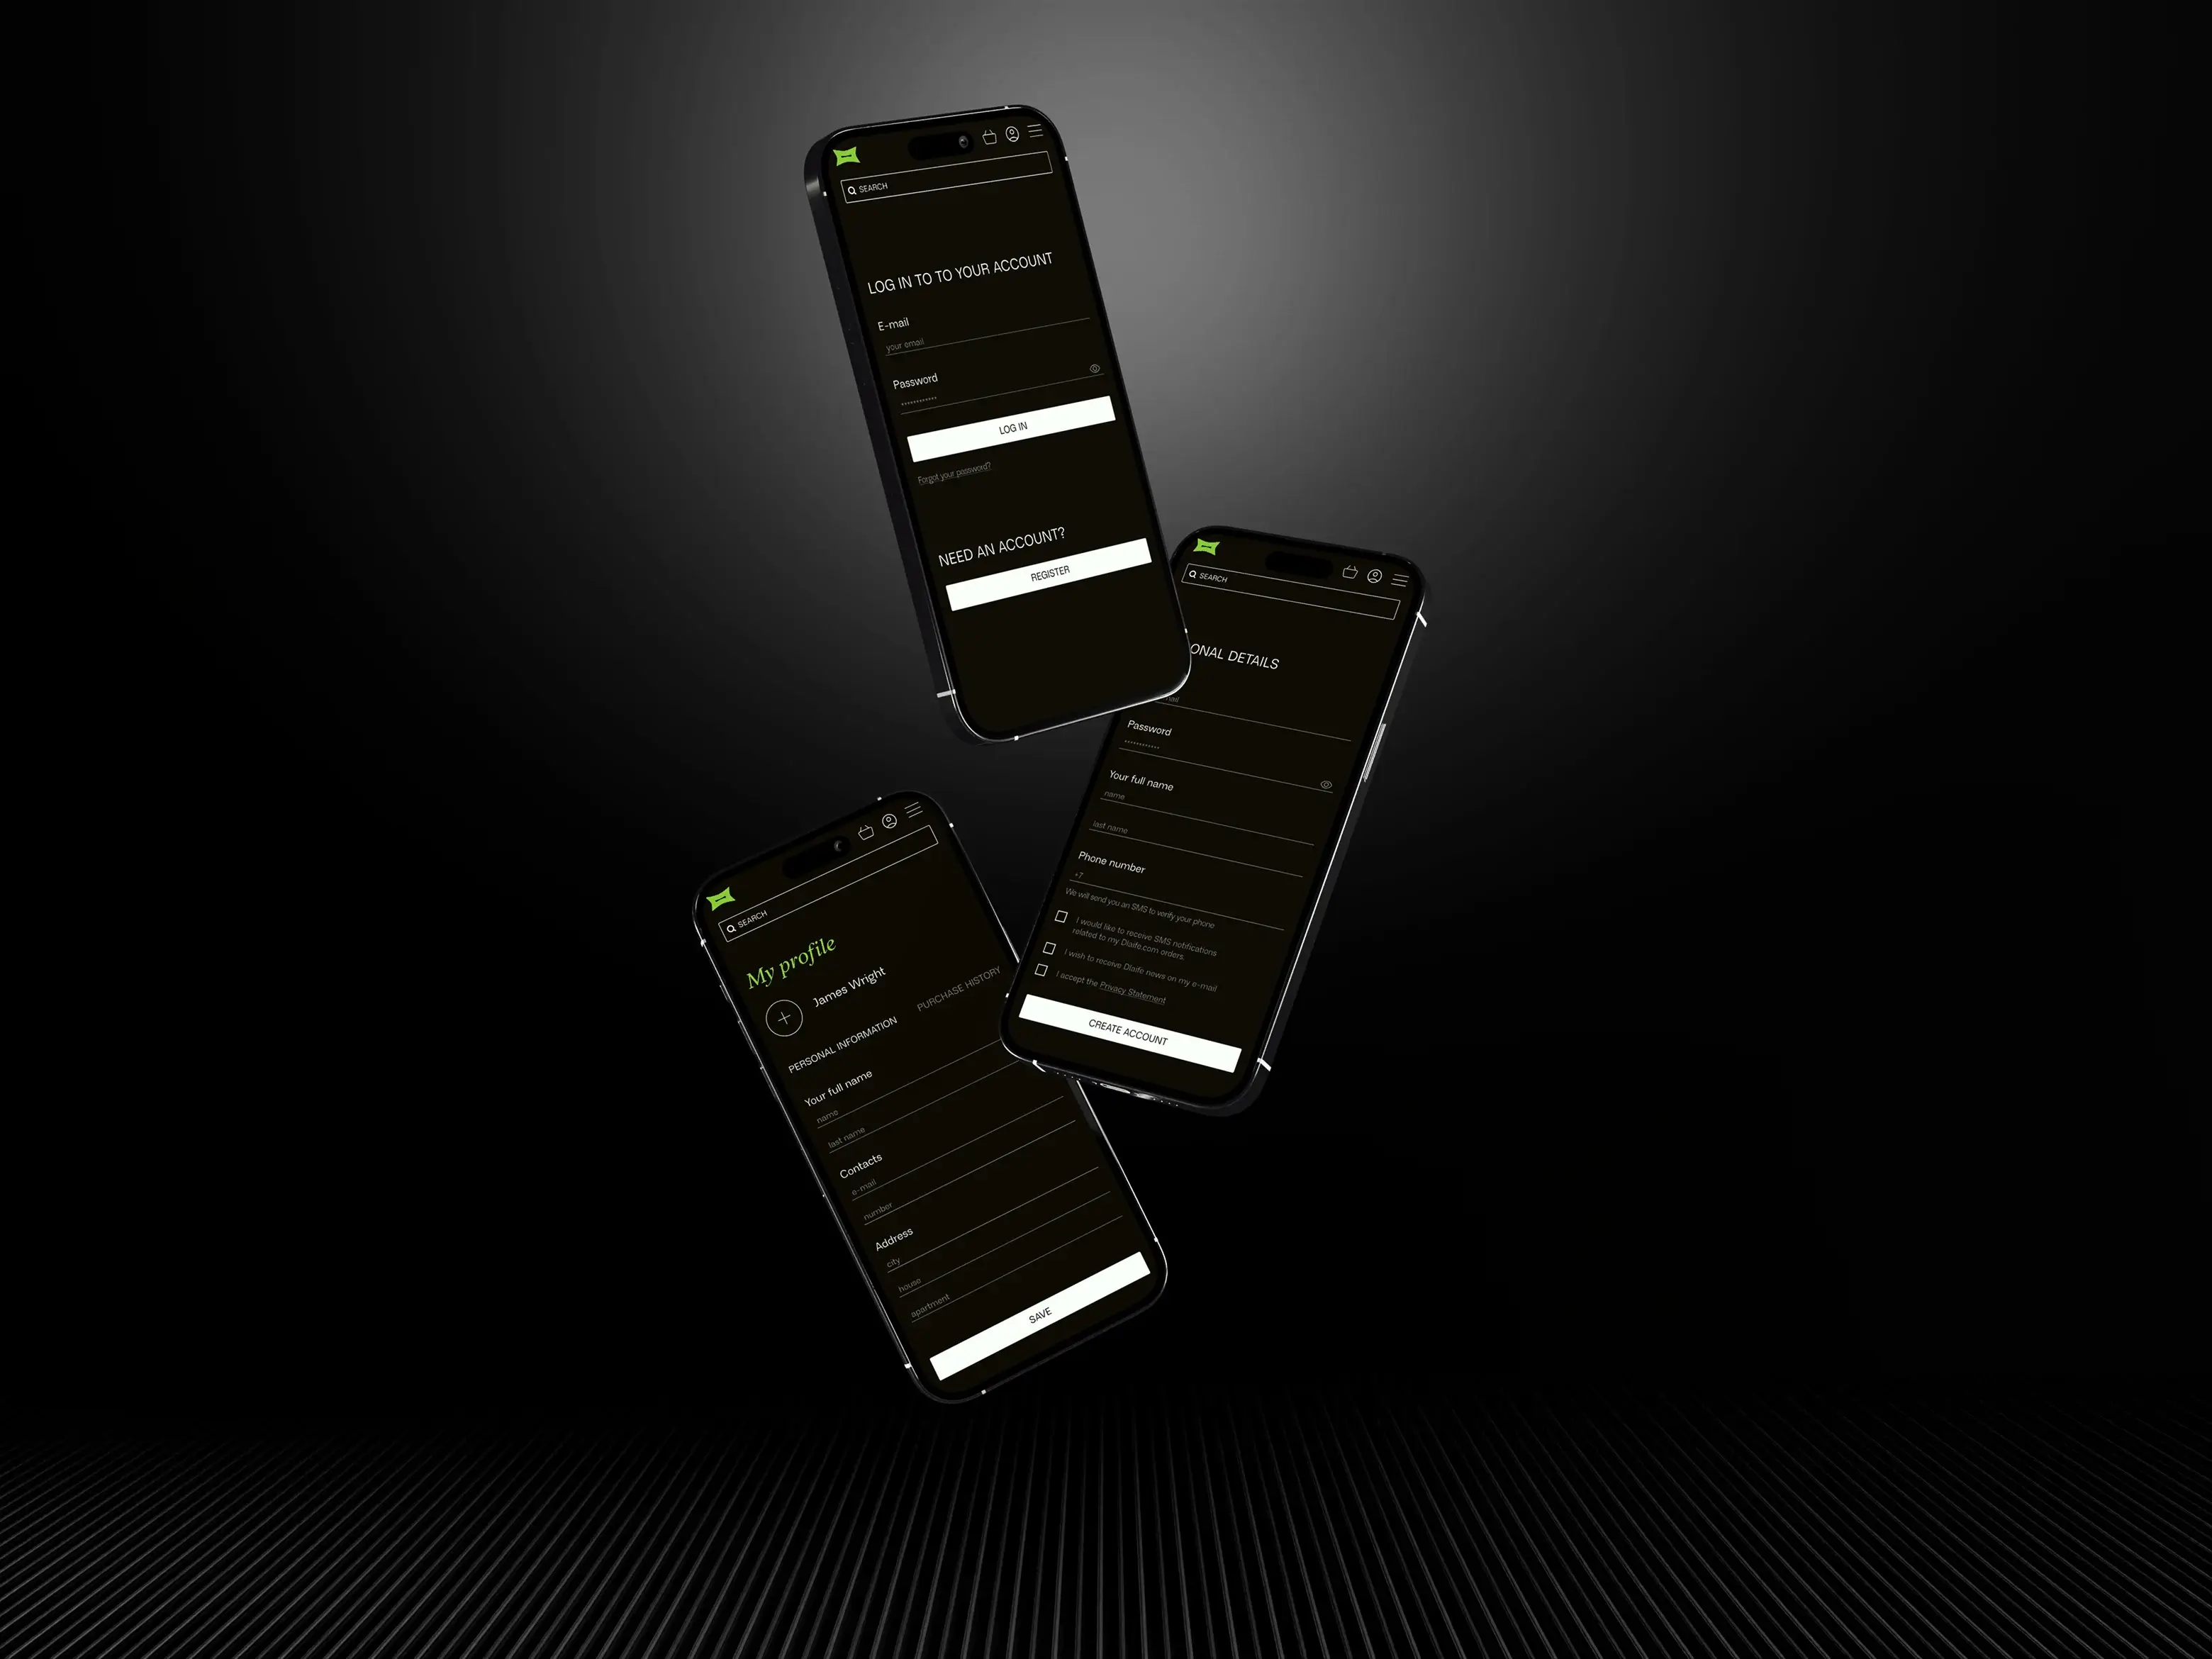 SEARCH
LOG IN TO TO YOUR ACCOUNT
E-mail
your email
Password
LOG IN
Forgot your password?
NEED AN ACCOUNT?
REGISTER
SEARCH
ONAL DETAILS
Password
Your full name
name
last name
Phone number
+7
We will send you an SMS to verify your phone
I would like to receive SMS notifications
related to my Dlaife.com orders.
I wish to receive Dlaife news on my e-mail
I accept the Privacy Statement
CREATE ACCOUNT
SEARCH
My profile
James Wright
PERSONAL INFORMATION
PURCHASE HISTORY
Your full name
name
last name
Contacts
e-mail
number
Address
city
house
apartment
SAVE